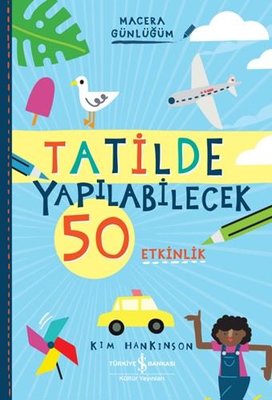 MACERA
GÜNLÜĞÜM
TATİLDE
YAPILABİLECEK
50
ETKİNLİK
KIM HANKINSON
TÜRKİYE İŞ BANKASI
Kültür Yayınları